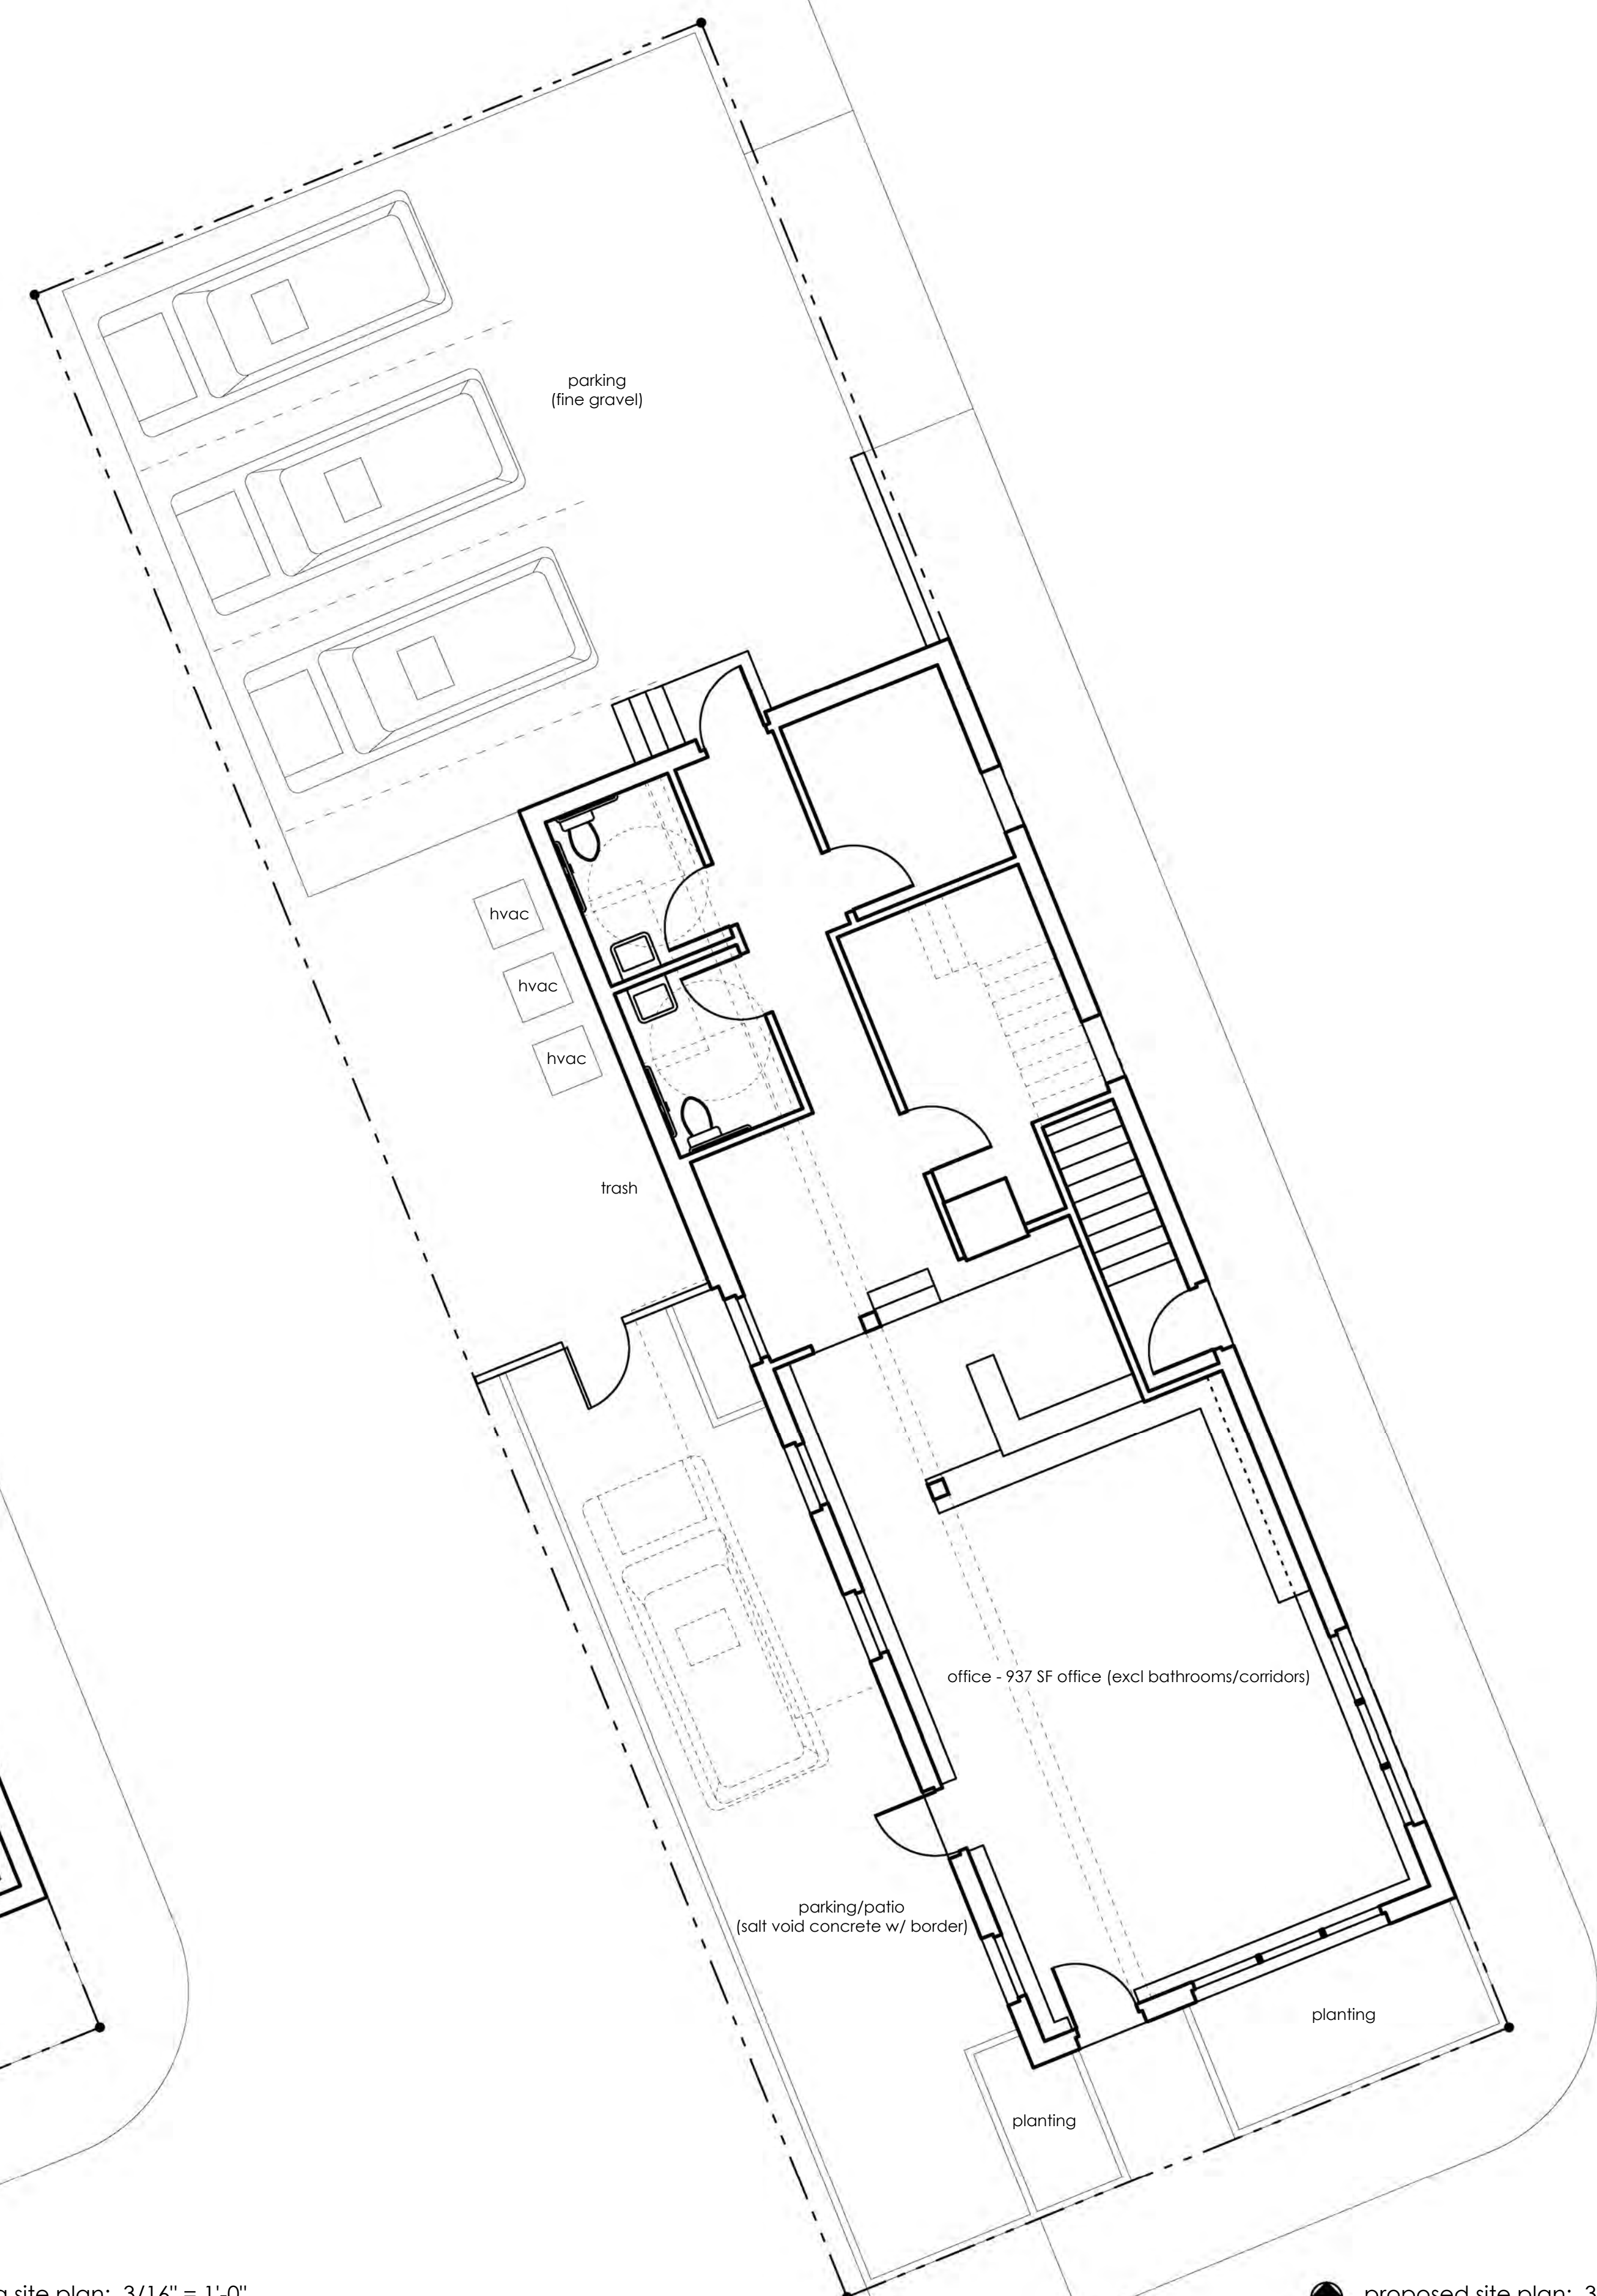 parking
(fine gravel)
hvac
hvac
hvac
trash
office - 937 SF office (excl bathrooms/corridors)
parking/patio
(salt void concrete w/ border)
planting
planting
site plan: 3/16" = 1'-0"
proposed site plan: 3